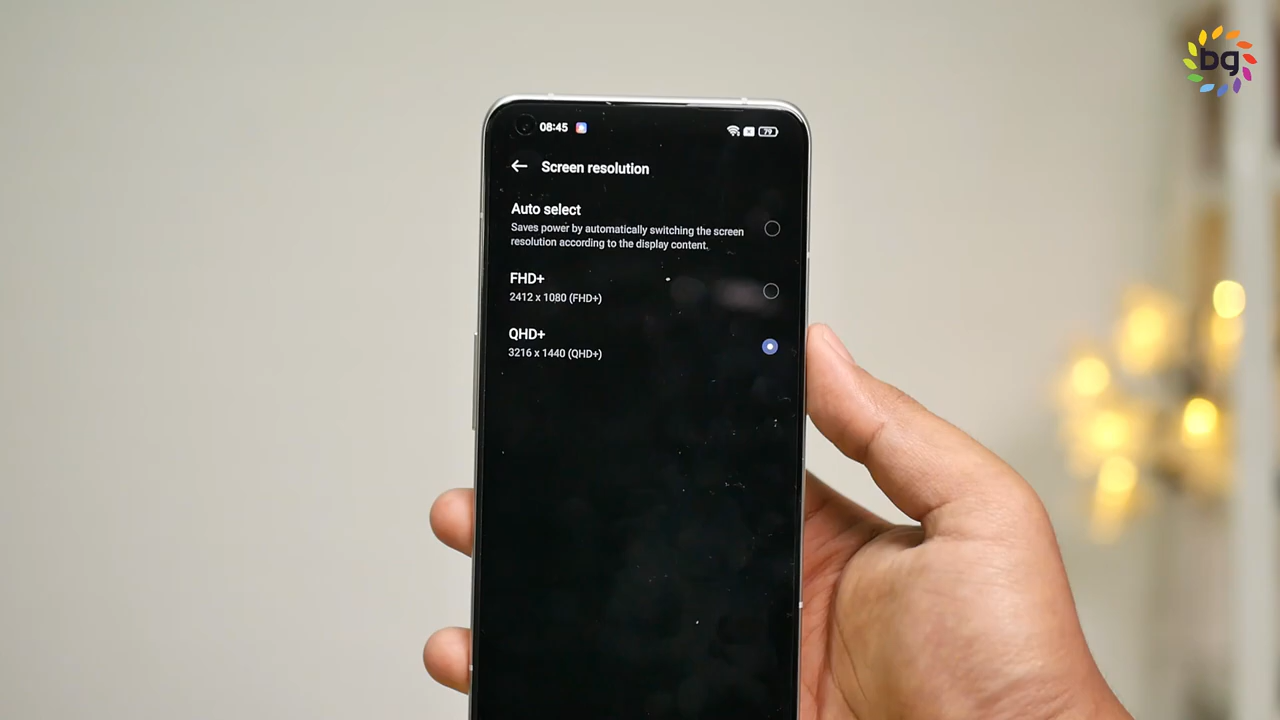 bg
08:45
79
Screen resolution
Auto select
Saves power by automatically switching the screen
resolution according to the display content.
FHD+
2412 x 1080 (FHD+)
QHD+
3216 x 1440 (QHD+)